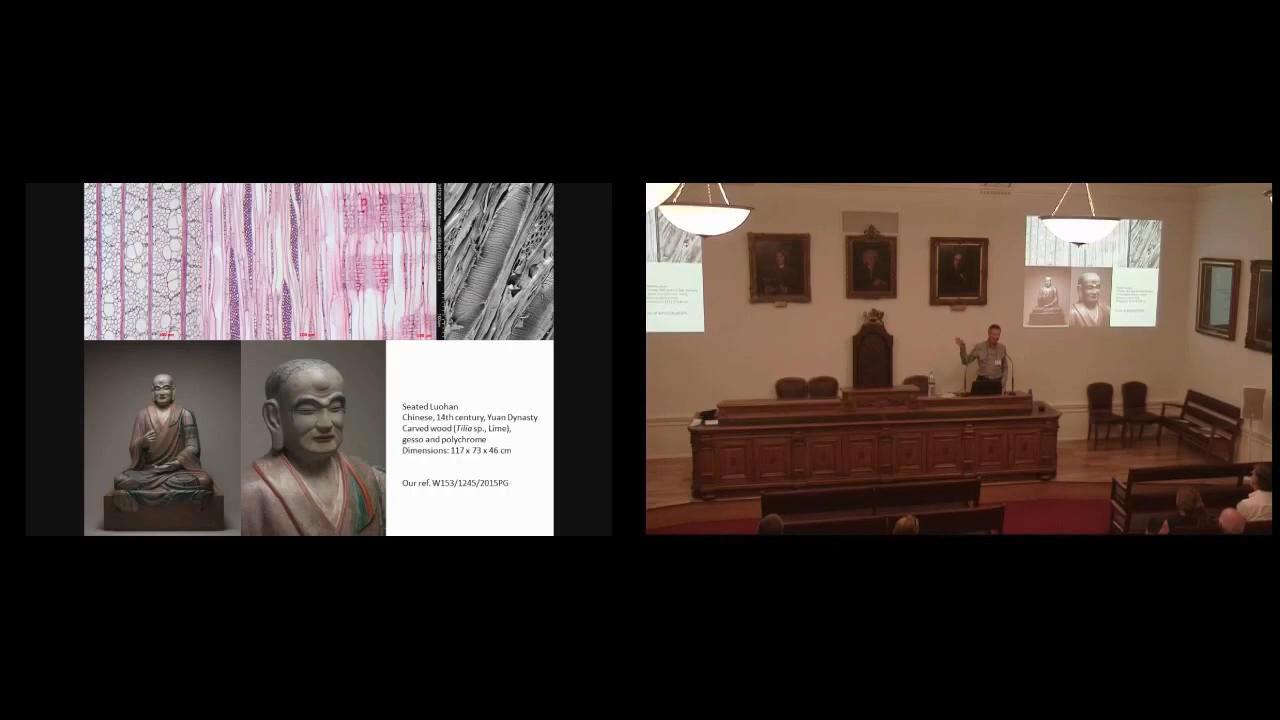 Seated Luohan
Chinese, 14th century, Yuan Dynasty
Carved wood (Tilia sp., Lime),
gesso and polychrome
Dimensions: 117 x 73 x 46 cm
Our ref. W153/1245/2015PG